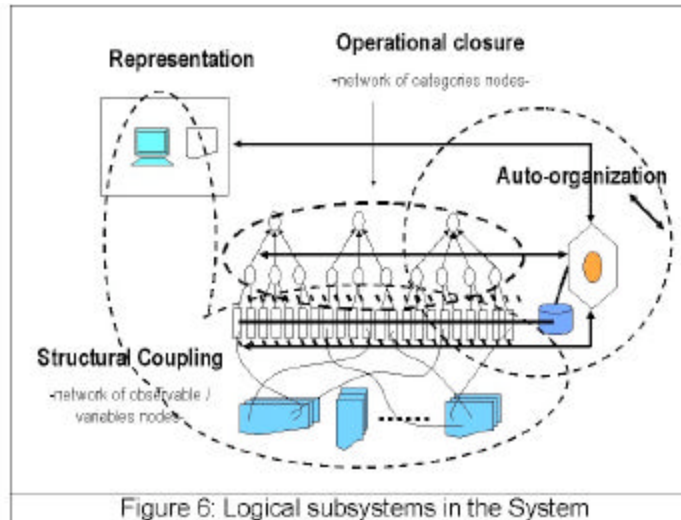 Operational closure
Representation
-network of categories nodes-
Auto-organization
Structural Coupling
-network of observable /
variables nodes-
Figure 6: Logical subsystems in the System